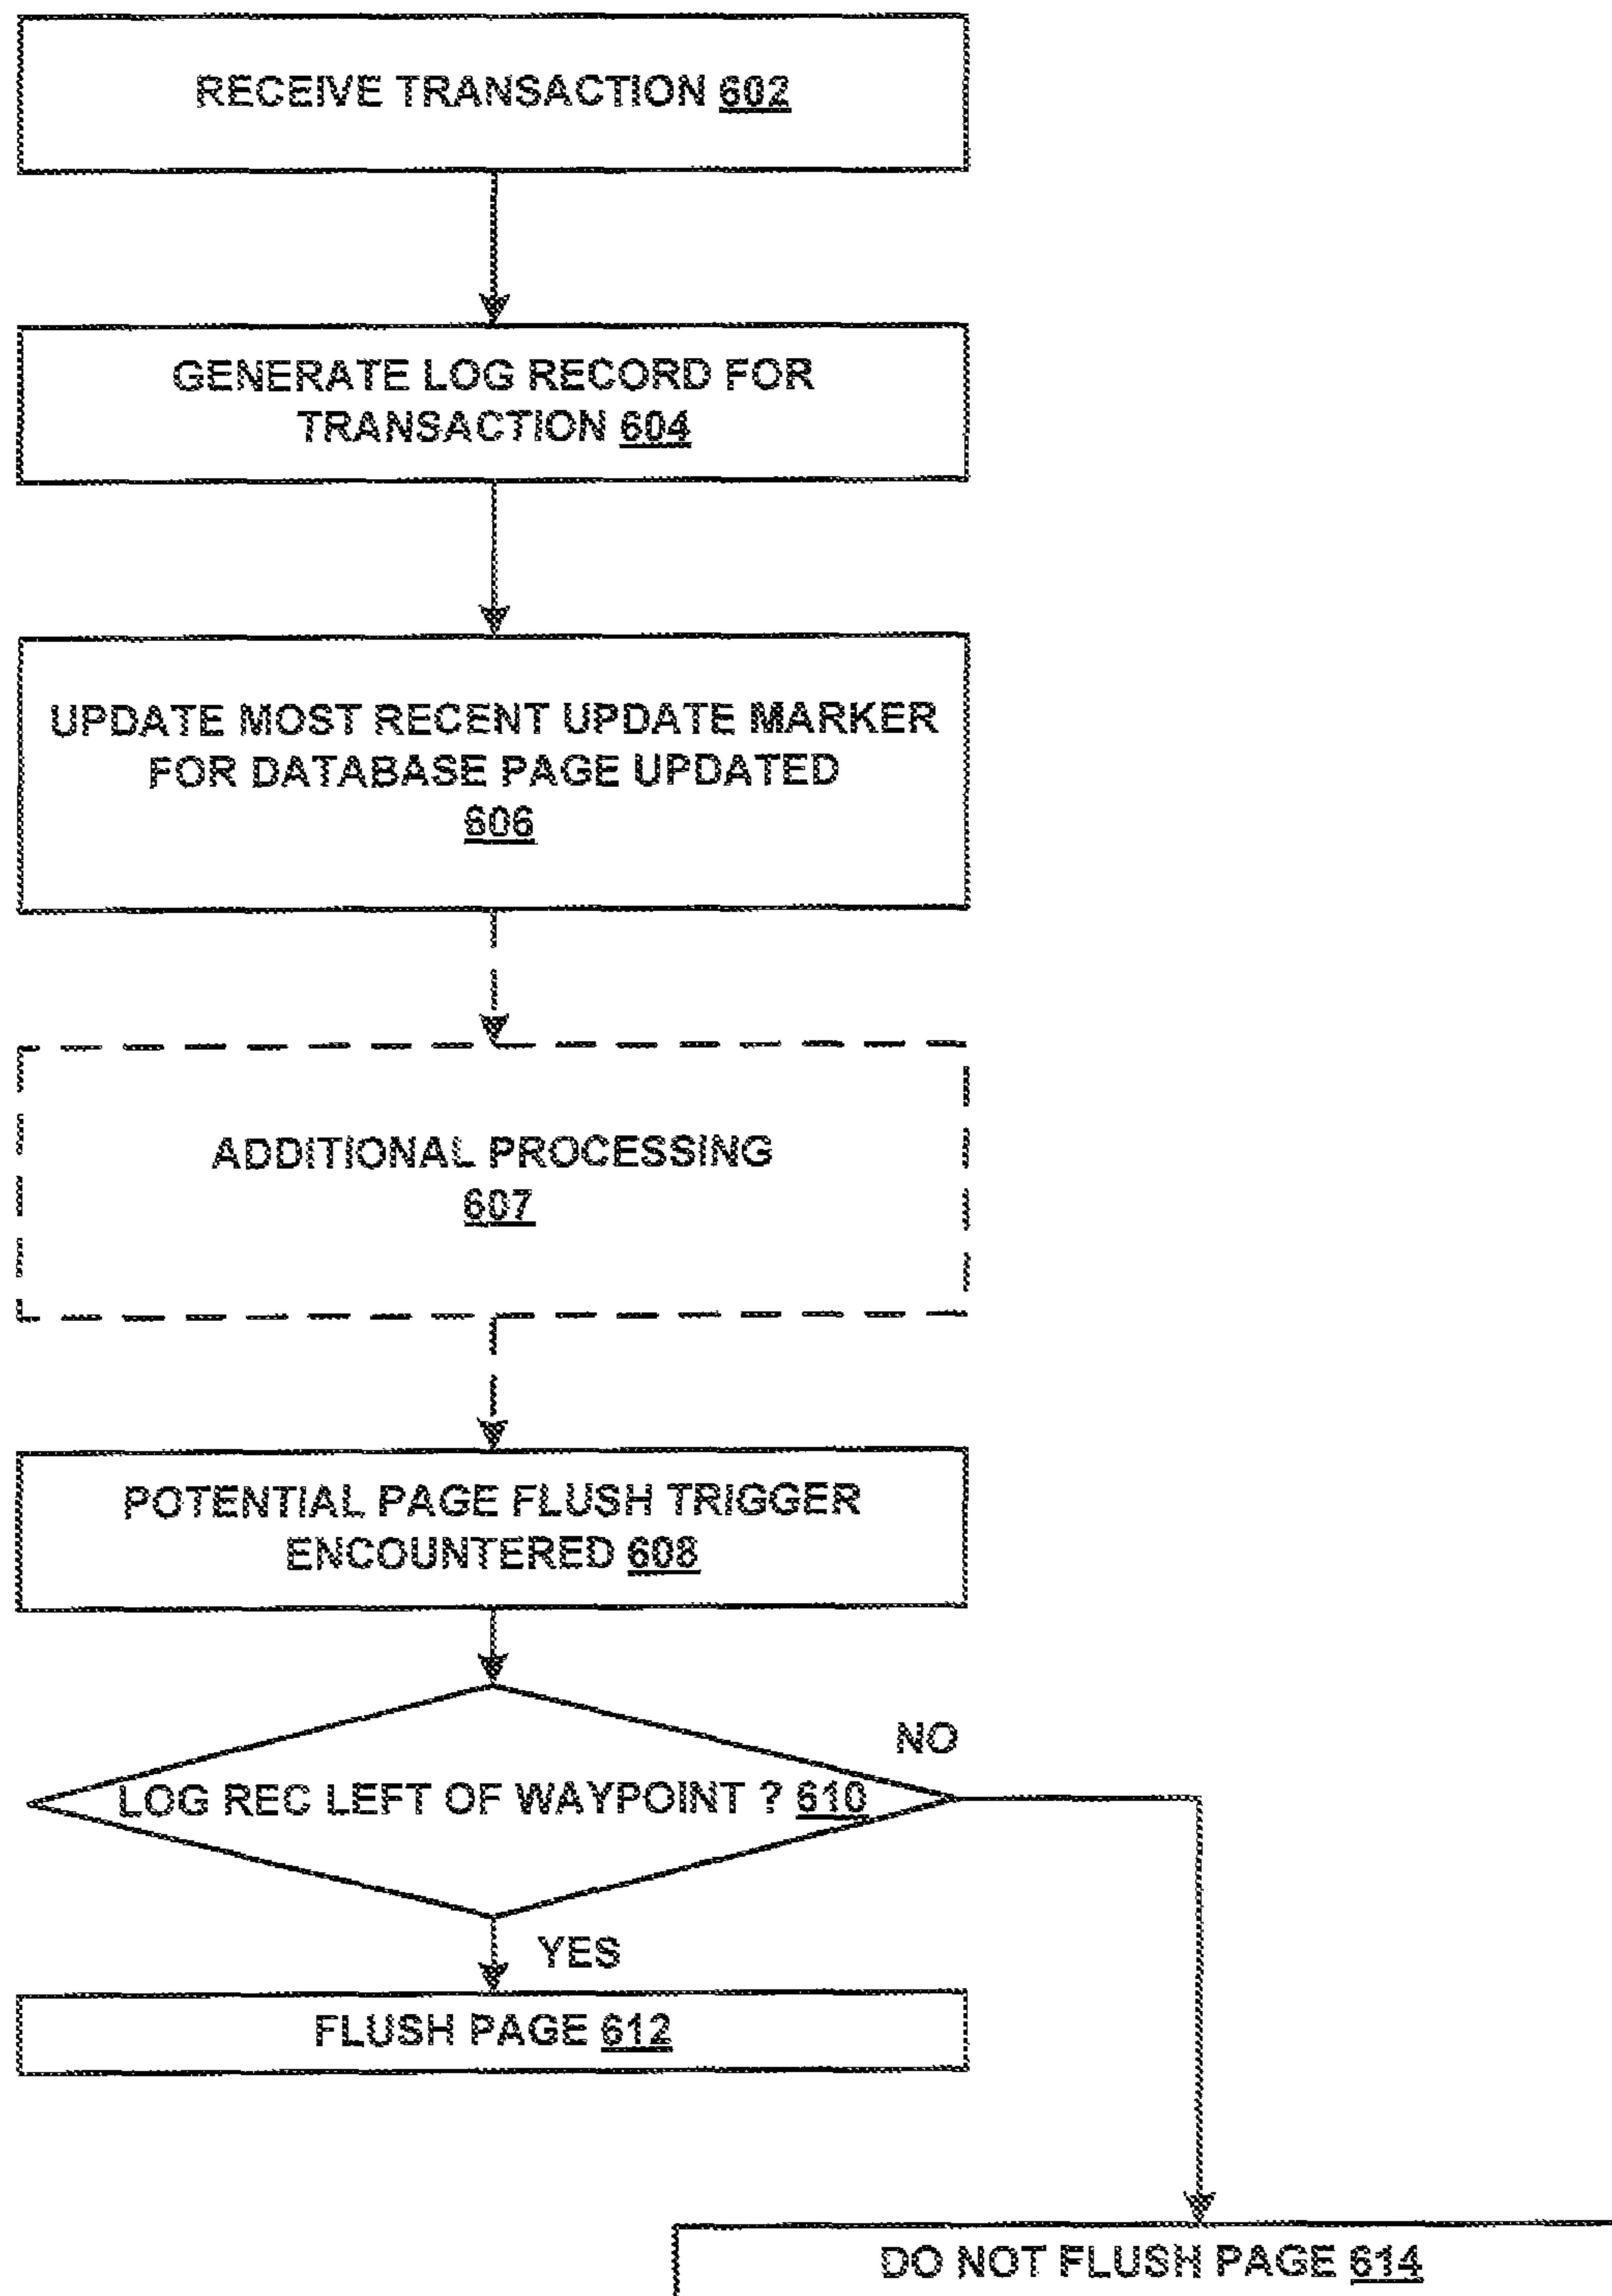 RECEIVE TRANSACTION 602
GENERATE LOG RECORD FOR
TRANSACTION 604
UPDATE MOST RECENT UPDATE MARKER
FOR DATABASE PAGE UPDATED
606
ADDITIONAL PROCESSING
607
POTENTIAL PAGE FLUSH TRIGGER
ENCOUNTERED 608
NO
LOG REC LEFT OF WAYPOINT ? 610
YES
FLUSH PAGE 612
DO NOT FLUSH PAGE 614